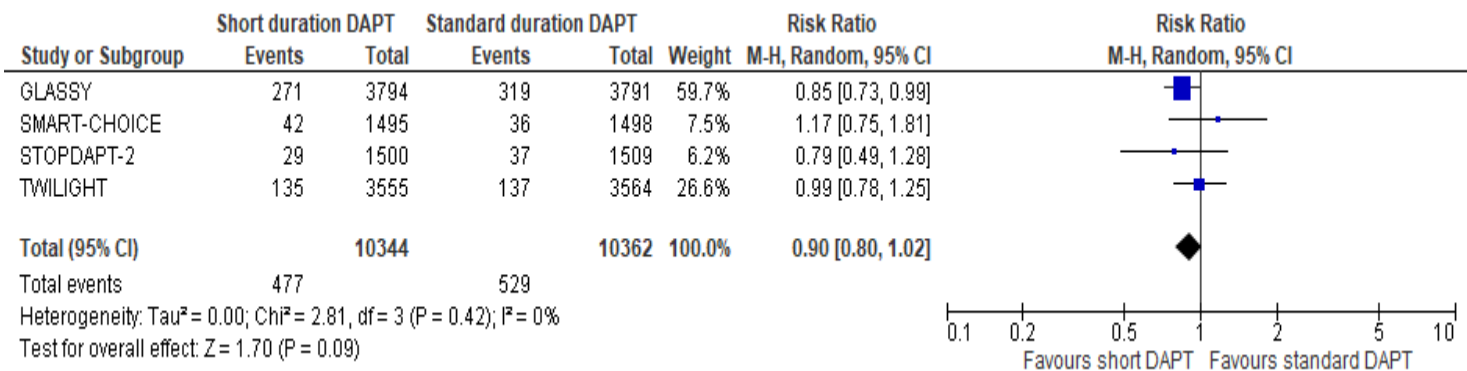 Short duration DAPT Standard duration DAPT Risk Ratio Risk Ratio
Study or Subgroup Events Total Events Total Weight M-H, Random, 95% CI M-H, Random, 95% CI
GLASSY 271 3794 319 3791 59.7% 0.85 [0.73, 0.99]
SMART-CHOICE 42 1495 36 1498 7.5% 1.17 [0.75, 1.81]
STOPDAPT-2 29 1500 37 1509 6.2% 0.79 [0.49, 1.28]
TWILIGHT 135 3555 137 3564 26.6% 0.99 [0.78, 1.25]
Total (95% CI) 10344 10362 100.0% 0.90 [0.80, 1.02]
Total events 477 529
Heterogeneity: Tau² = 0.00; Chi² = 2.81, df = 3 (P = 0.42); I² = 0%
Test for overall effect: Z = 1.70 (P = 0.09)
0.1 0.2 0.5 1 2 5 10
Favours short DAPT Favours standard DAPT